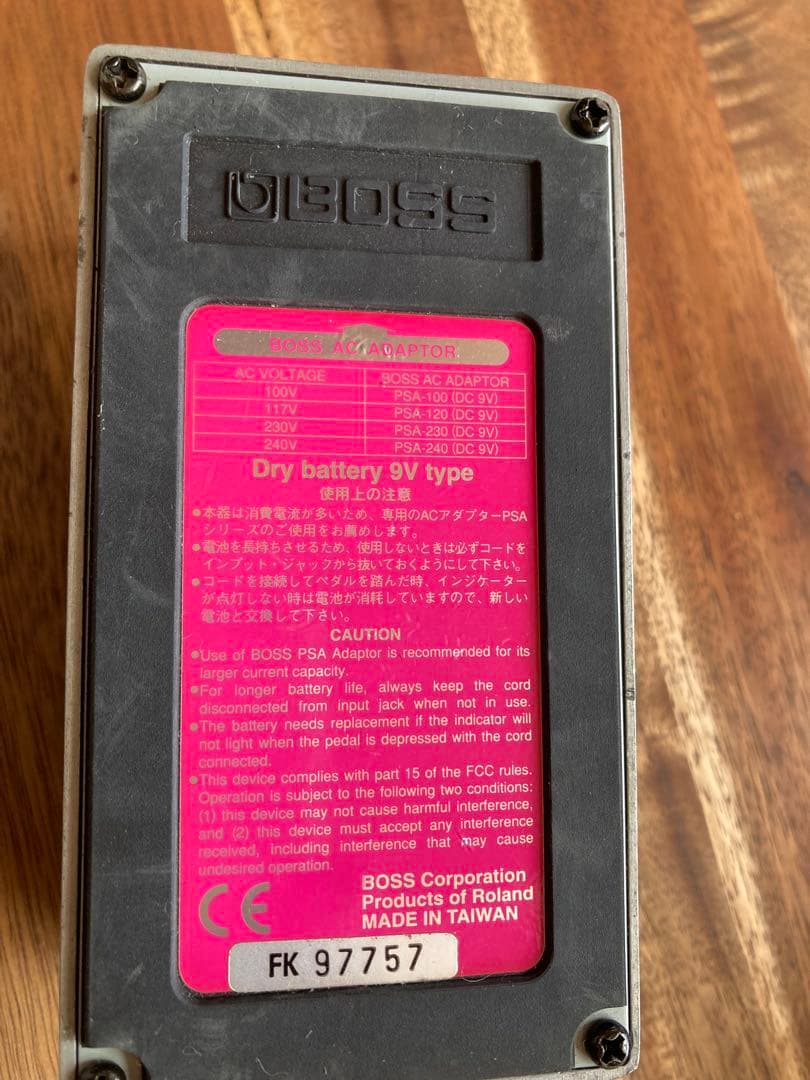 BOSS
BOSS AC ADAPTOR
AC VOLTAGE BOSS AC ADAPTOR
100V PSA-100 (DC 9V)
117V PSA-120 (DC 9V)
230V PSA-230 (DC 9V)
240V PSA-240 (DC 9V)
Dry battery 9V type
使用上の注意
●本器は消費電流が多いため、専用のACアダプターPSA
シリーズのご使用をお薦めします。
●電池を長持ちさせるため、使用しないときは必ずコードを
インプット・ジャックから抜いておくようにして下さい。
●コードを接続してペダルを踏んだ時、インジケーター
が点灯しない時は電池が消耗していますので、新しい
電池と交換して下さい。
CAUTION
●Use of BOSS PSA Adaptor is recommended for its
larger current capacity.
●For longer battery life, always keep the cord
disconnected from input jack when not in use.
●The battery needs replacement if the indicator will
not light when the pedal is depressed with the cord
connected.
●This device complies with part 15 of the FCC rules.
Operation is subject to the following two conditions:
(1) this device may not cause harmful interference,
and (2) this device must accept any interference
received, including interference that may cause
undesired operation.
CE
BOSS Corporation
Products of Roland
MADE IN TAIWAN
FK 97757